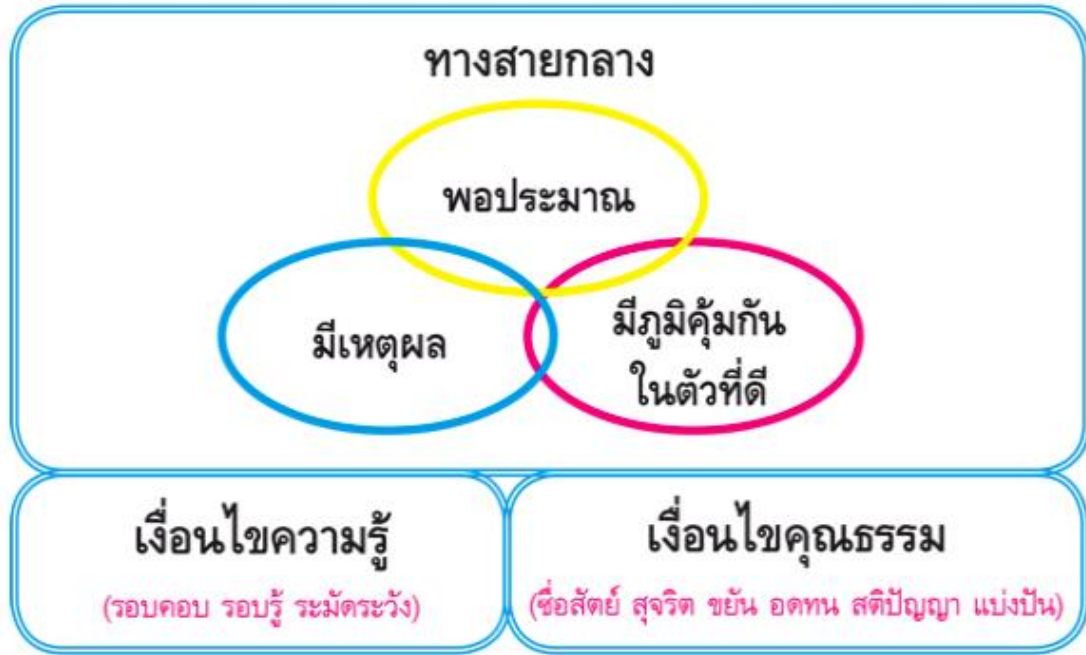 ทางสายกลาง
พอประมาณ
มีเหตุผล
มีภูมิคุ้มกัน
ในตัวที่ดี
เงื่อนไขความรู้
(รอบคอบ รอบรู้ ระมัดระวัง)
เงื่อนไขคุณธรรม
(ซื่อสัตย์ สุจริต ขยัน อดทน สติปัญญา แบ่งปัน)